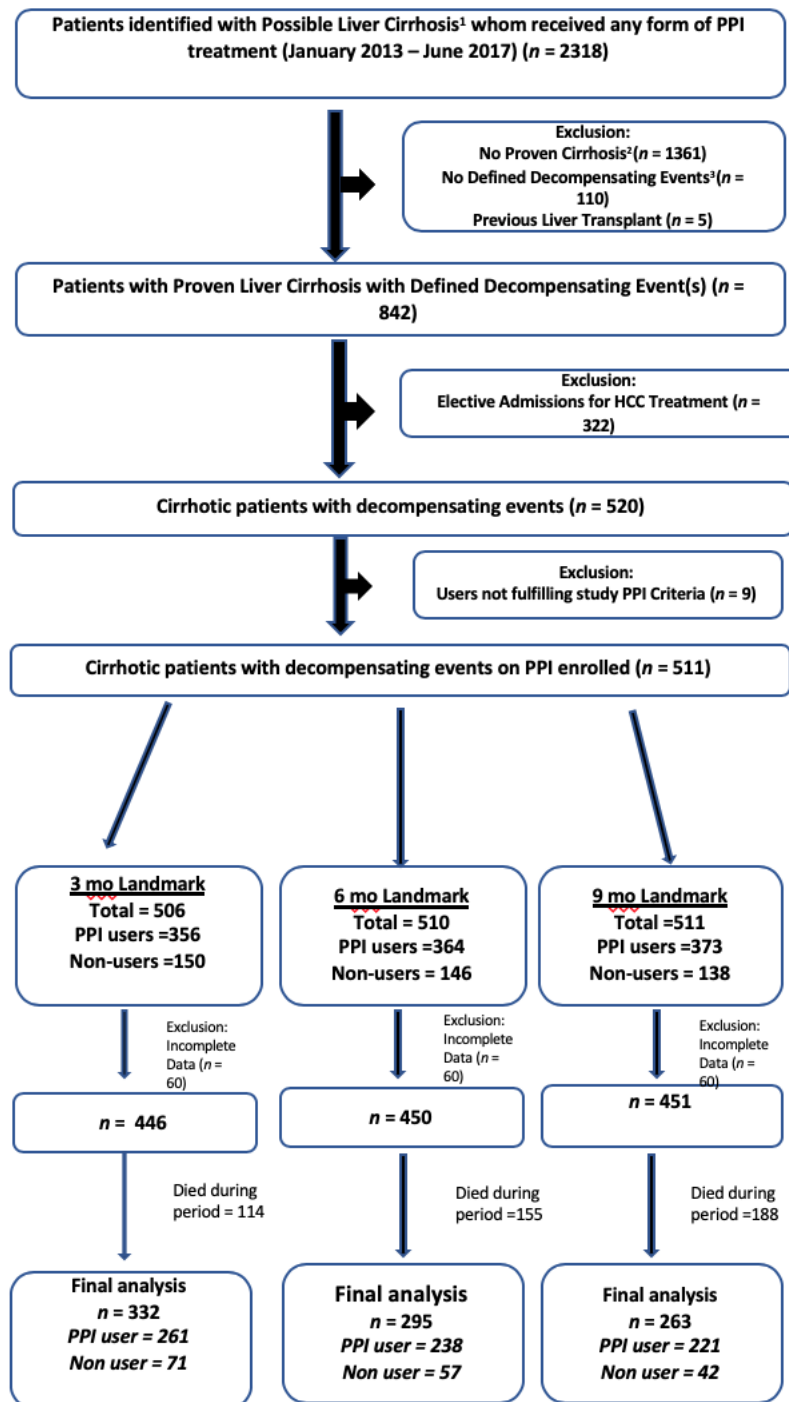 Patients identified with Possible Liver Cirrhosis¹ whom received any form of PPI
treatment (January 2013 – June 2017) (n = 2318)
Exclusion:
No Proven Cirrhosis²(n = 1361)
No Defined Decompensating Events³(n =
110)
Previous Liver Transplant (n = 5)
Patients with Proven Liver Cirrhosis with Defined Decompensating Event(s) (n =
842)
Exclusion:
Elective Admissions for HCC Treatment (n =
322)
Cirrhotic patients with decompensating events (n = 520)
Exclusion:
Users not fulfilling study PPI Criteria (n = 9)
Cirrhotic patients with decompensating events on PPI enrolled (n = 511)
3 mo Landmark
Total = 506
PPI users =356
Non-users =150
6 mo Landmark
Total = 510
PPI users =364
Non-users = 146
9 mo Landmark
Total =511
PPI users =373
Non-users = 138
Exclusion:
Incomplete
Data (n =
60)
Exclusion:
Incomplete
Data (n =
60)
Exclusion:
Incomplete
Data (n =
60)
n = 446
n = 450
n = 451
Died during
period = 114
Died during
period =155
Died during
period =188
Final analysis
n = 332
PPI user = 261
Non user = 71
Final analysis
n = 295
PPI user = 238
Non user = 57
Final analysis
n = 263
PPI user = 221
Non user = 42